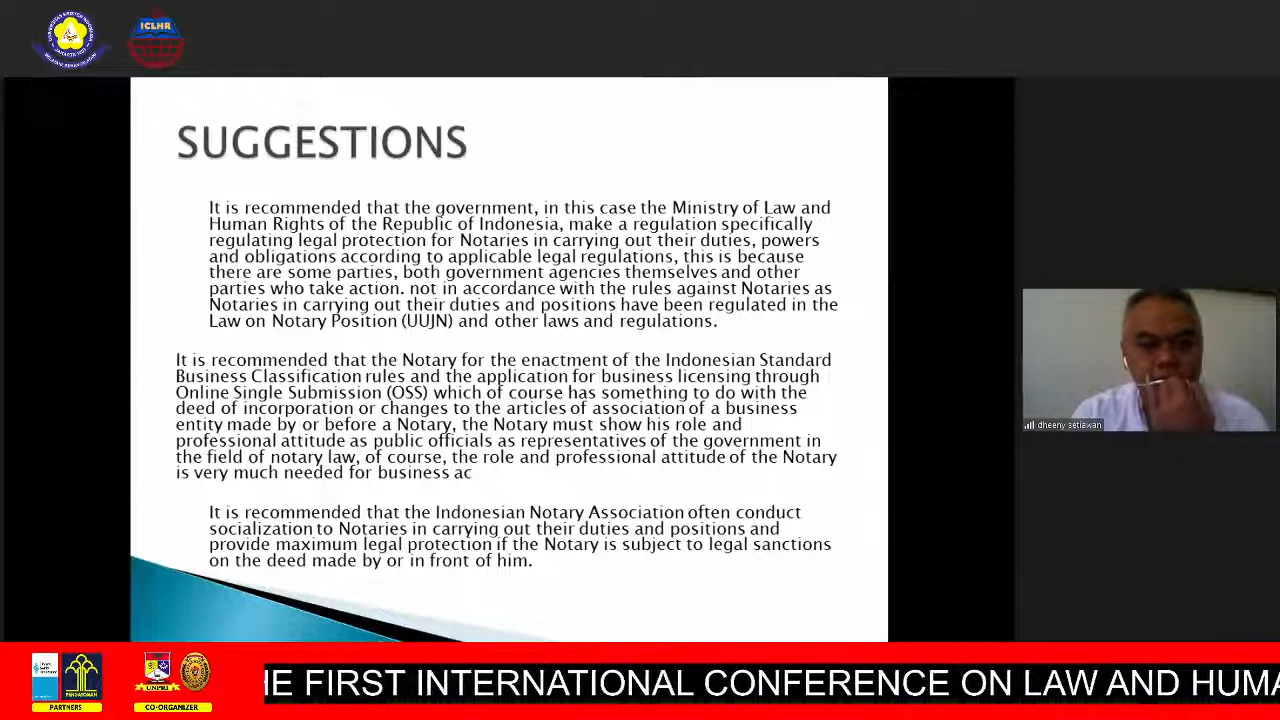 ICLHR
SUGGESTIONS
It is recommended that the government, in this case the Ministry of Law and
Human Rights of the Republic of Indonesia, make a regulation specifically
regulating legal protection for Notaries in carrying out their duties, powers
and obligations according to applicable legal regulations, this is because
there are some parties, both government agencies themselves and other
parties who take action. not in accordance with the rules against Notaries as
Notaries in carrying out their duties and positions have been regulated in the
Law on Notary Position (UUJN) and other laws and regulations.
It is recommended that the Notary for the enactment of the Indonesian Standard
Business Classification rules and the application for business licensing through
Online Single Submission (OSS) which of course has something to do with the
deed of incorporation or changes to the articles of association of a business
entity made by or before a Notary, the Notary must show his role and
professional attitude as public officials as representatives of the government in
the field of notary law, of course, the role and professional attitude of the Notary
is very much needed for business ac
It is recommended that the Indonesian Notary Association often conduct
socialization to Notaries in carrying out their duties and positions and
provide maximum legal protection if the Notary is subject to legal sanctions
on the deed made by or in front of him.
dheeny setiawan
PENGAYOMAN
UNPRI
PARTNERS
CO-ORGANIZER
HE FIRST INTERNATIONAL CONFERENCE ON LAW AND HUMA